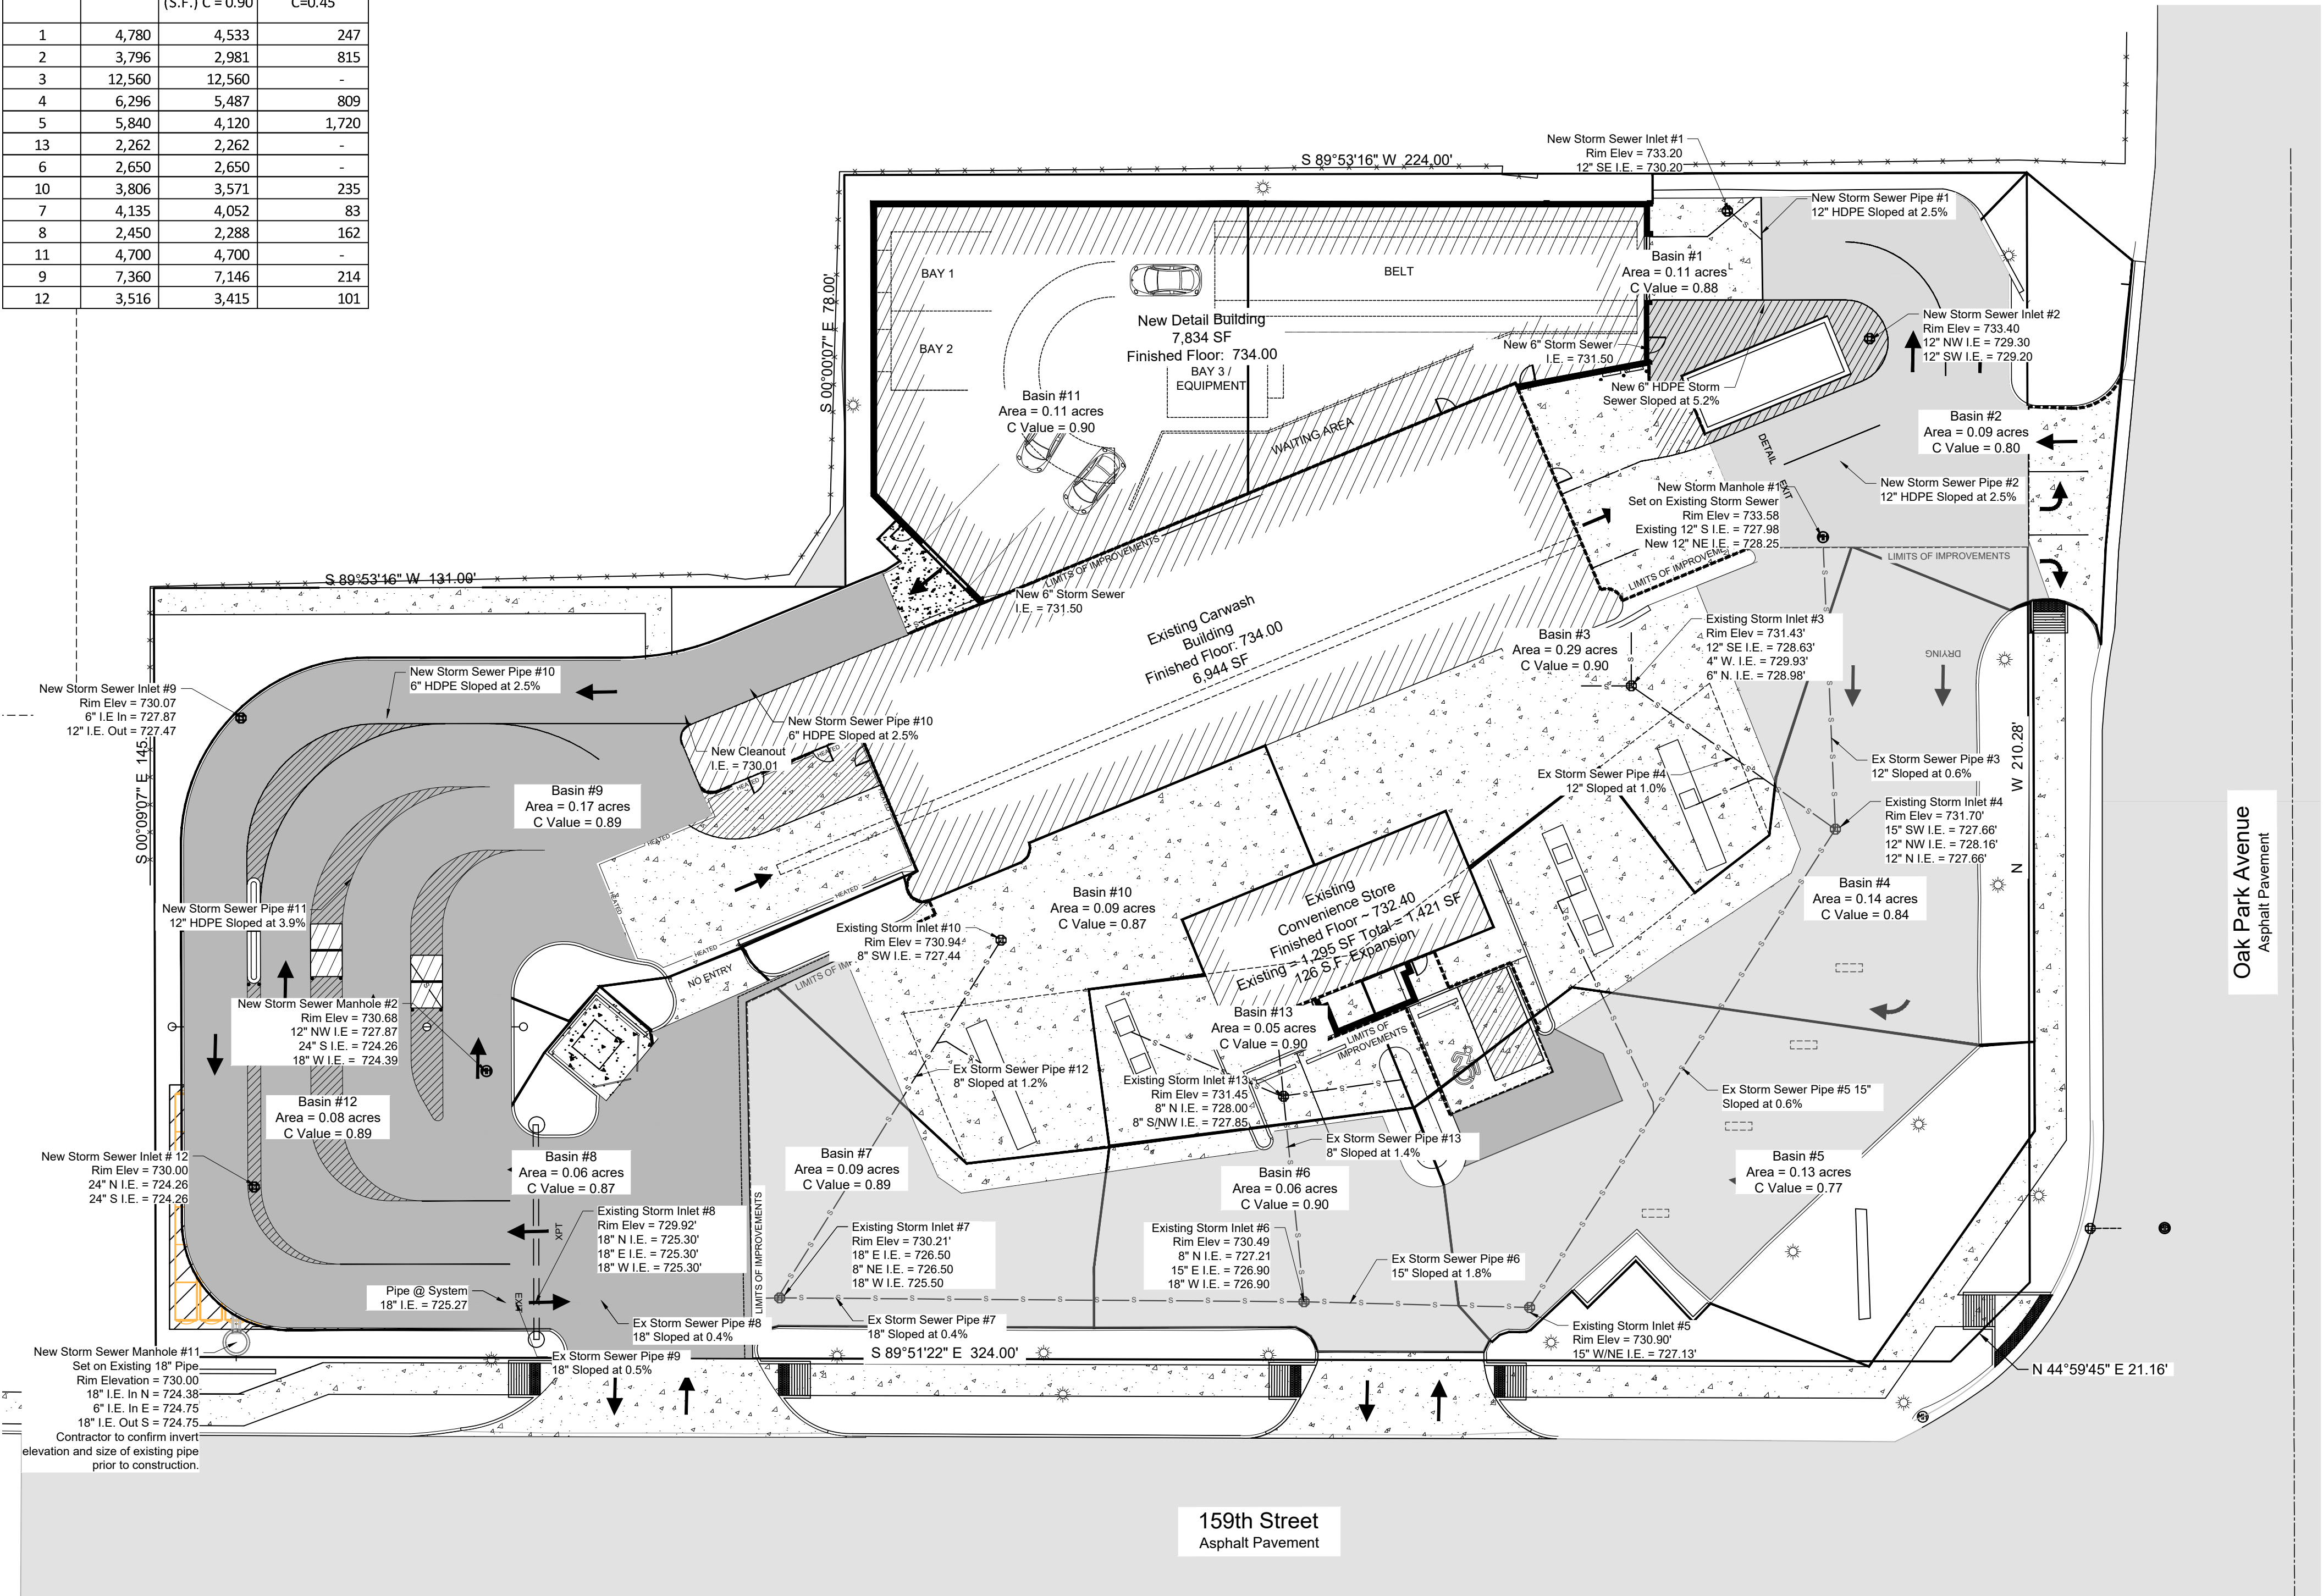 (S.F.) C = 0.90 C=0.45
1 4,780 4,533 247
2 3,796 2,981 815
3 12,560 12,560 -
4 6,296 5,487 809
5 5,840 4,120 1,720
13 2,262 2,262 -
6 2,650 2,650 -
10 3,806 3,571 235
7 4,135 4,052 83
8 2,450 2,288 162
11 4,700 4,700 -
9 7,360 7,146 214
12 3,516 3,415 101
S 89°53'16" W 224.00'
New Storm Sewer Inlet #1
Rim Elev = 733.20
12" SE I.E. = 730.20
New Storm Sewer Pipe #1
12" HDPE Sloped at 2.5%
Basin #1
Area = 0.11 acres
C Value = 0.88
BAY 1
BELT
S 00°00'07" E 78.00'
New Detail Building
7,834 SF
Finished Floor: 734.00
BAY 2
BAY 3 /
EQUIPMENT
New 6" Storm Sewer
I.E. = 731.50
New Storm Sewer Inlet #2
Rim Elev = 733.40
12" NW I.E = 729.30
12" SW I.E. = 729.20
New 6" HDPE Storm
Sewer Sloped at 5.2%
Basin #11
Area = 0.11 acres
C Value = 0.90
WAITING AREA
Basin #2
Area = 0.09 acres
C Value = 0.80
DETAIL
EXIT
New Storm Sewer Pipe #2
12" HDPE Sloped at 2.5%
New Storm Manhole #1
Set on Existing Storm Sewer
Rim Elev = 733.58
Existing 12" S I.E. = 727.98
New 12" NE I.E. = 728.25
LIMITS OF IMPROVEMENTS
LIMITS OF IMPROVEME
LIMITS OF IMPROVEMENTS
S 89°53'16" W 131.00'
New 6" Storm Sewer
I.E. = 731.50
Existing Carwash
Building
Finished Floor: 734.00
6,944 SF
Basin #3
Area = 0.29 acres
C Value = 0.90
Existing Storm Inlet #3
Rim Elev = 731.43'
12" SE I.E. = 728.63'
4" W. I.E. = 729.93'
6" N. I.E. = 728.98'
DRYING
New Storm Sewer Pipe #10
6" HDPE Sloped at 2.5%
New Storm Sewer Inlet #9
Rim Elev = 730.07
6" I.E In = 727.87
12" I.E. Out = 727.47
New Storm Sewer Pipe #10
6" HDPE Sloped at 2.5%
New Cleanout
I.E. = 730.01
HEATED
HEATED
HEATED
HEATED
HEATED
HEATED
HEATED
HEATED
S 00°09'07" E 145.
Ex Storm Sewer Pipe #3
12" Sloped at 0.6%
Ex Storm Sewer Pipe #4
12" Sloped at 1.0%
N W 210.28'
Basin #9
Area = 0.17 acres
C Value = 0.89
Existing Storm Inlet #4
Rim Elev = 731.70'
15" SW I.E. = 727.66'
12" NW I.E. = 728.16'
12" N I.E. = 727.66'
Oak Park Avenue
Asphalt Pavement
Basin #4
Area = 0.14 acres
C Value = 0.84
Basin #10
Area = 0.09 acres
C Value = 0.87
Existing
Convenience Store
Finished Floor ~ 732.40
Existing = 1,295 SF Total = 1,421 SF
126 S.F. Expansion
New Storm Sewer Pipe #11
12" HDPE Sloped at 3.9%
Existing Storm Inlet #10
Rim Elev = 730.94'
8" SW I.E. = 727.44
NO ENTRY
LIMITS OF IMP
New Storm Sewer Manhole #2
Rim Elev = 730.68
12" NW I.E = 727.87
24" S I.E. = 724.26
18" W I.E. = 724.39
Basin #13
Area = 0.05 acres
C Value = 0.90
LIMITS OF
IMPROVEMENTS
Ex Storm Sewer Pipe #12
8" Sloped at 1.2%
Existing Storm Inlet #13
Rim Elev = 731.45
8" N I.E. = 728.00
8" S/NW I.E. = 727.85
Ex Storm Sewer Pipe #5 15"
Sloped at 0.6%
Basin #12
Area = 0.08 acres
C Value = 0.89
Ex Storm Sewer Pipe #13
8" Sloped at 1.4%
New Storm Sewer Inlet # 12
Rim Elev = 730.00
24" N I.E. = 724.26
24" S I.E. = 724.26
Basin #8
Area = 0.06 acres
C Value = 0.87
Basin #7
Area = 0.09 acres
C Value = 0.89
Basin #6
Area = 0.06 acres
C Value = 0.90
Basin #5
Area = 0.13 acres
C Value = 0.77
Existing Storm Inlet #8
Rim Elev = 729.92'
18" N I.E. = 725.30'
18" E I.E. = 725.30'
18" W I.E. = 725.30'
LIMITS OF IMPROVEMENTS
Existing Storm Inlet #7
Rim Elev = 730.21'
18" E I.E. = 726.50
8" NE I.E. = 726.50
18" W I.E. 725.50
Existing Storm Inlet #6
Rim Elev = 730.49
8" N I.E. = 727.21
15" E I.E. = 726.90
18" W I.E. = 726.90
Ex Storm Sewer Pipe #6
15" Sloped at 1.8%
Pipe @ System
18" I.E. = 725.27
EXIT
Ex Storm Sewer Pipe #8
18" Sloped at 0.4%
Ex Storm Sewer Pipe #7
18" Sloped at 0.4%
Existing Storm Inlet #5
Rim Elev = 730.90'
15" W/NE I.E. = 727.13'
S 89°51'22" E 324.00'
Ex Storm Sewer Pipe #9
18" Sloped at 0.5%
N 44°59'45" E 21.16'
New Storm Sewer Manhole #11
Set on Existing 18" Pipe
Rim Elevation = 730.00
18" I.E. In N = 724.38
6" I.E. In E = 724.75
18" I.E. Out S = 724.75
Contractor to confirm invert
elevation and size of existing pipe
prior to construction.
159th Street
Asphalt Pavement